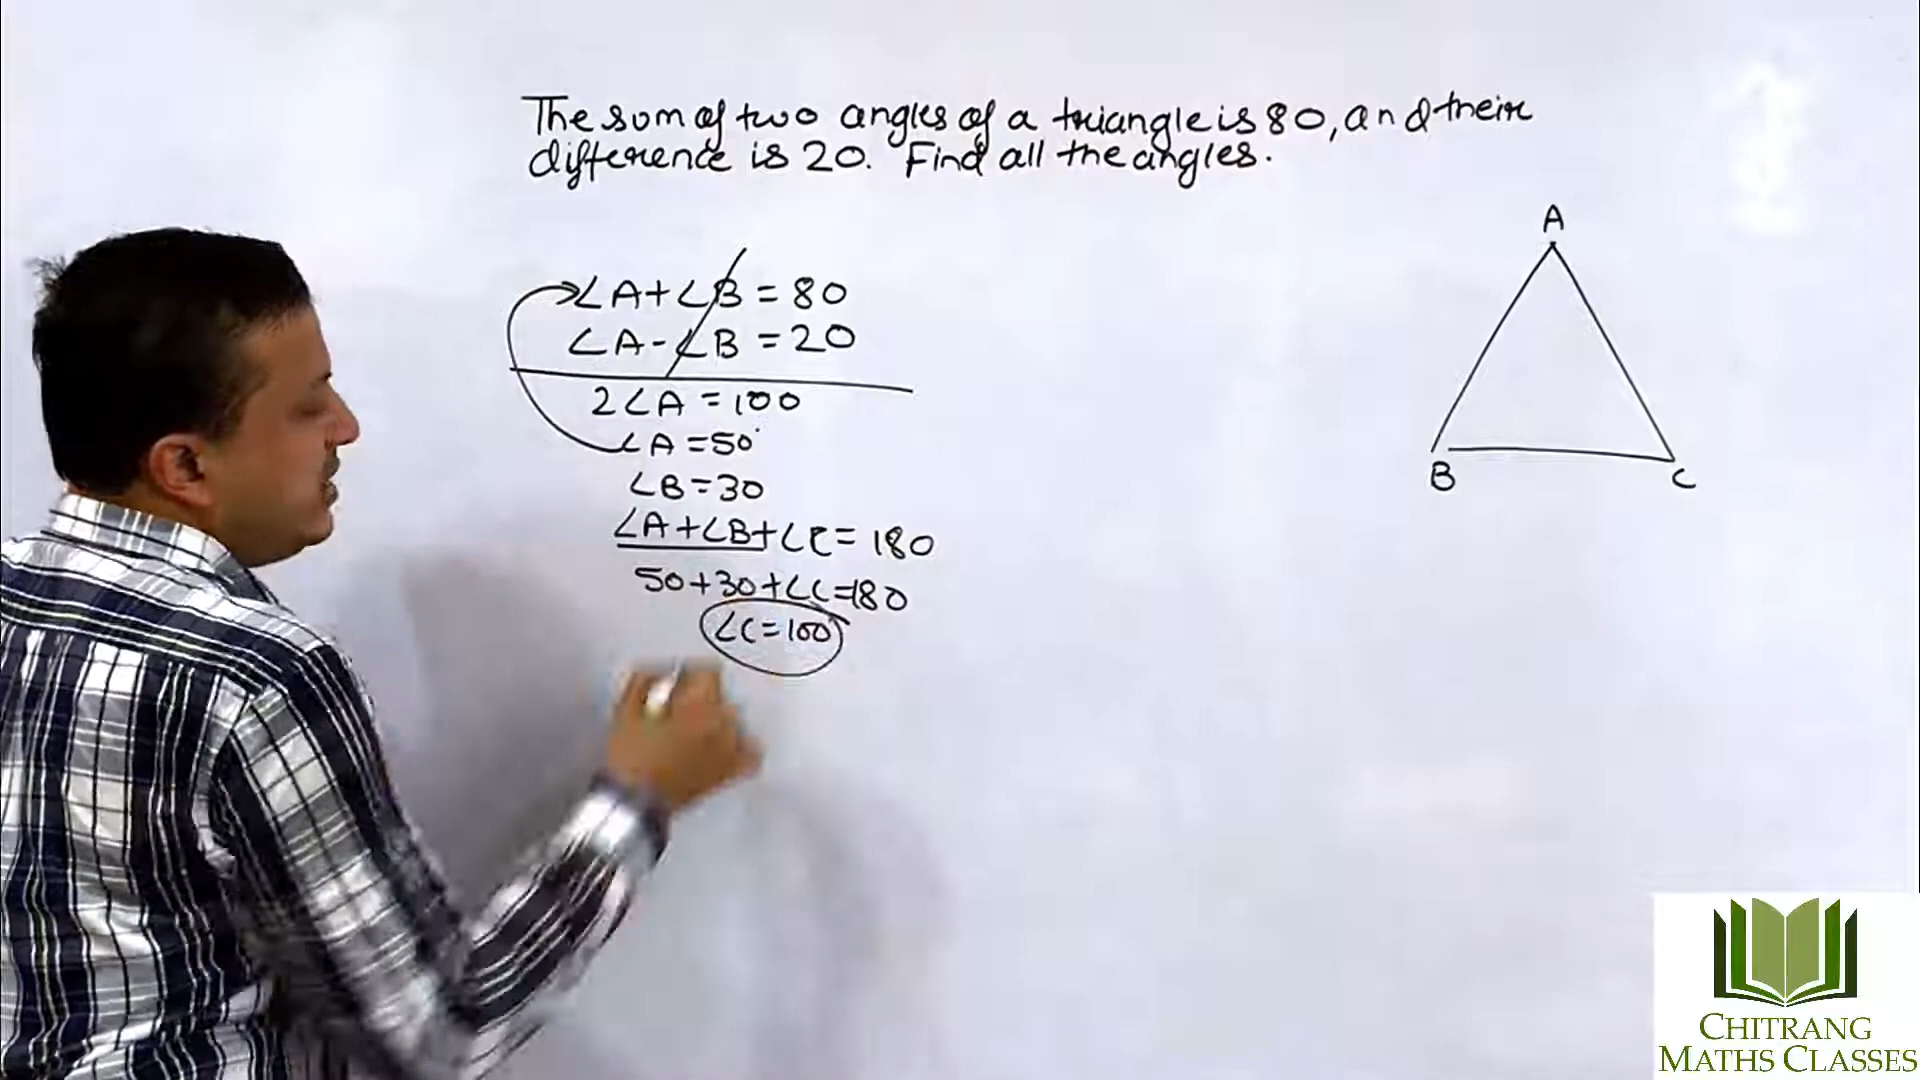 The sum of two angles of a triangle is 80, and their
difference is 20. Find all the angles.
∠A+∠B = 80
∠A-∠B = 20
2∠A = 100
∠A = 50°
∠B = 30
∠A+∠B+∠C = 180
50+30+∠C=180
∠C = 100
A
B
C
CHITRANG
MATHS CLASSES